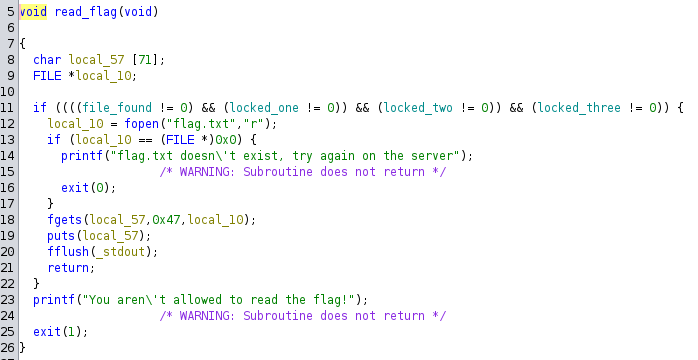 5 void read_flag(void)
6
7 {
8 char local_57 [71];
9 FILE *local_10;
10
11 if ((((file_found != 0) && (locked_one != 0)) && (locked_two != 0)) && (locked_three != 0)) {
12 local_10 = fopen("flag.txt","r");
13 if (local_10 == (FILE *)0x0) {
14 printf("flag.txt doesn\'t exist, try again on the server");
15 /* WARNING: Subroutine does not return */
16 exit(0);
17 }
18 fgets(local_57,0x47,local_10);
19 puts(local_57);
20 fflush(_stdout);
21 return;
22 }
23 printf("You aren\'t allowed to read the flag!");
24 /* WARNING: Subroutine does not return */
25 exit(1);
26 }